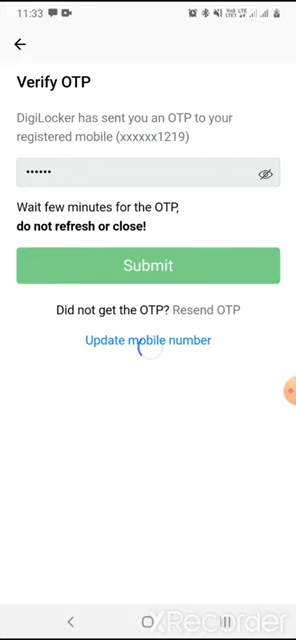 11:33
Verify OTP
DigiLocker has sent you an OTP to your
registered mobile (xxxxxx1219)
••••••
Wait few minutes for the OTP,
do not refresh or close!
Submit
Did not get the OTP? Resend OTP
Update mobile number
XRecorder